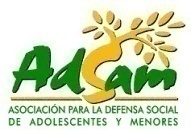 AdSam
ASOCIACIÓN PARA LA DEFENSA SOCIAL
DE ADOLESCENTES Y MENORES